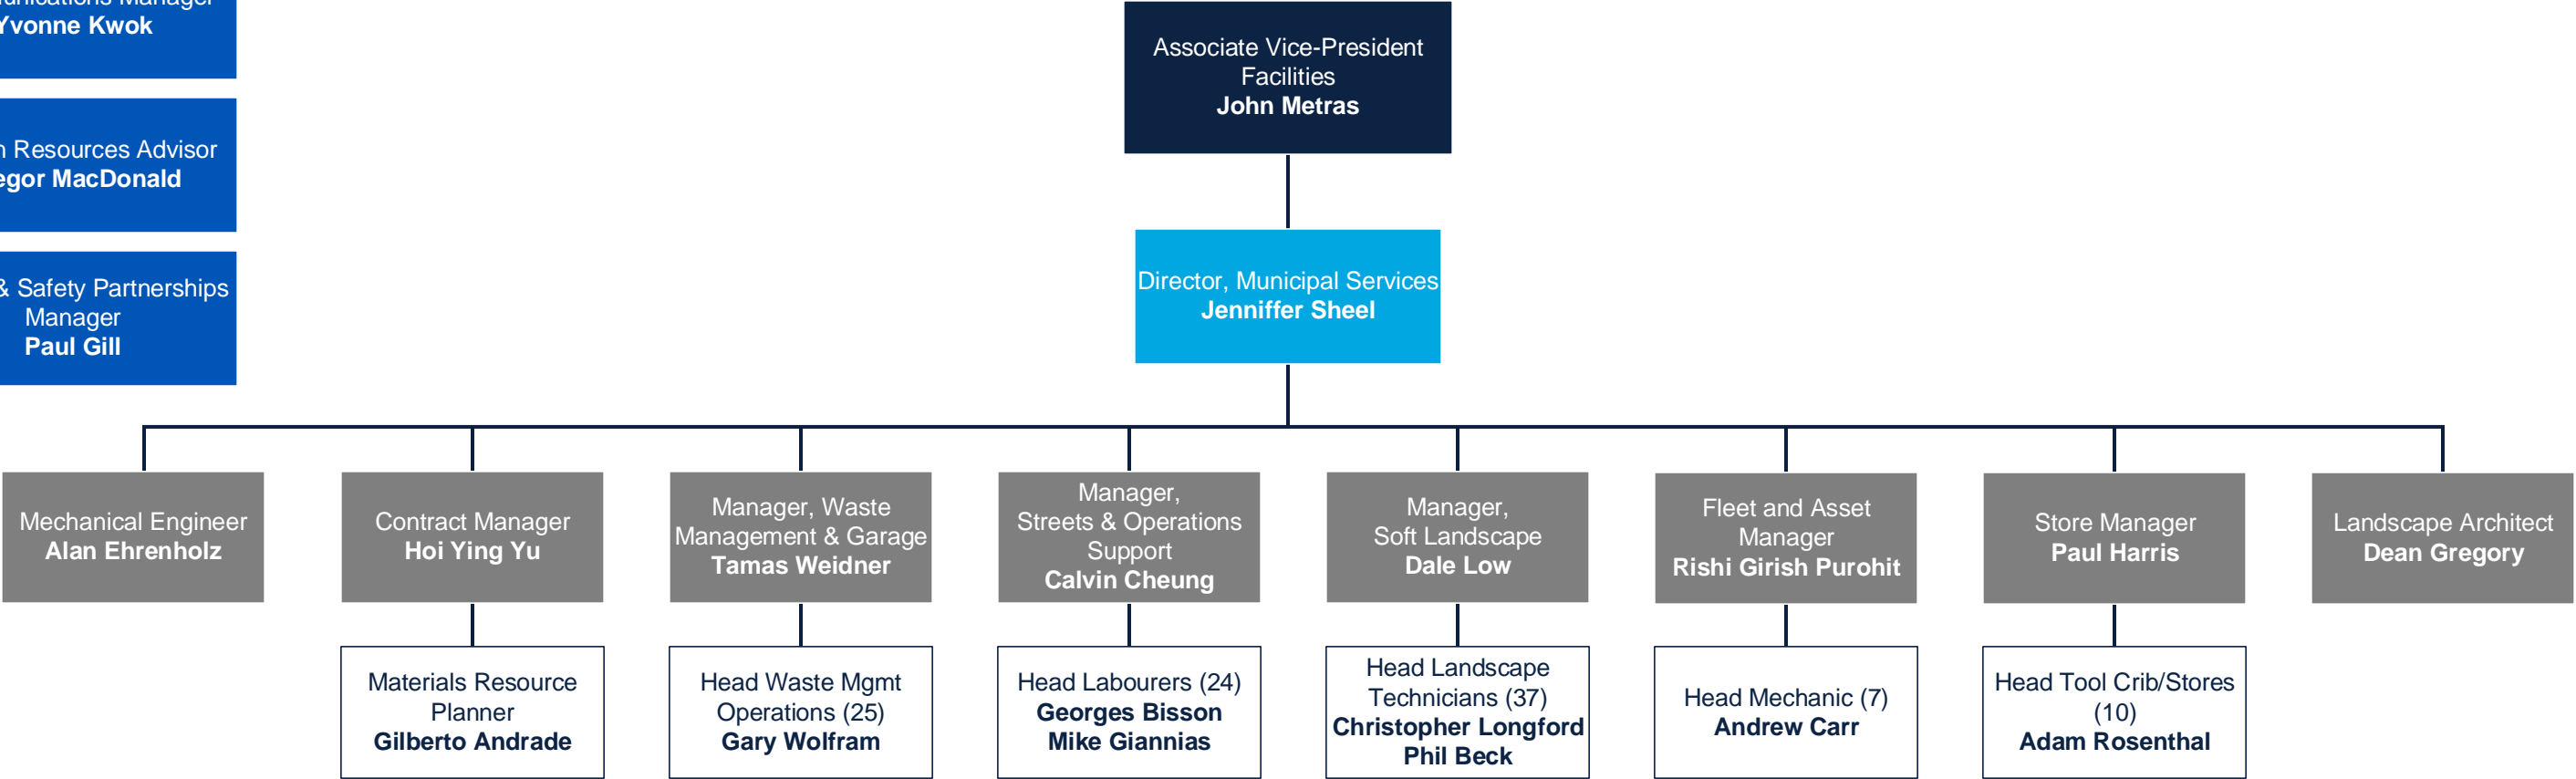 Yvonne Kwok
Resources Advisor
MacDonald
& Safety Partnerships
Manager
Paul Gill
Associate Vice-President
Facilities
John Metras
Director, Municipal Services
Jenniffer Sheel
Mechanical Engineer
Alan Ehrenholz
Contract Manager
Hoi Ying Yu
Manager, Waste
Management & Garage
Tamas Weidner
Manager,
Streets & Operations
Support
Calvin Cheung
Manager,
Soft Landscape
Dale Low
Fleet and Asset
Manager
Rishi Girish Purohit
Store Manager
Paul Harris
Landscape Architect
Dean Gregory
Materials Resource
Planner
Gilberto Andrade
Head Waste Mgmt
Operations (25)
Gary Wolfram
Head Labourers (24)
Georges Bisson
Mike Giannias
Head Landscape
Technicians (37)
Christopher Longford
Phil Beck
Head Mechanic (7)
Andrew Carr
Head Tool Crib/Stores
(10)
Adam Rosenthal